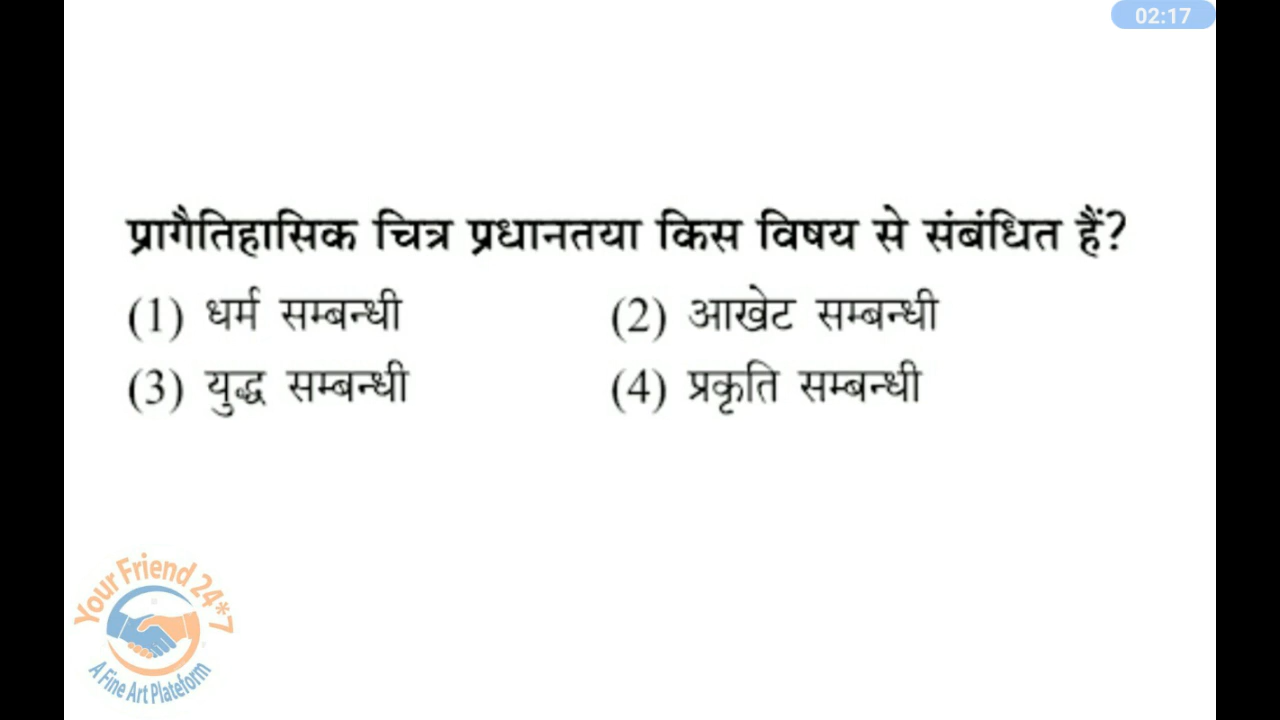 02:17
प्रागैतिहासिक चित्र प्रधानतया किस विषय से संबंधित हैं?
(1) धर्म सम्बन्धी (2) आखेट सम्बन्धी
(3) युद्ध सम्बन्धी (4) प्रकृति सम्बन्धी
Your Friend 24*7
A Fine Art Plateform